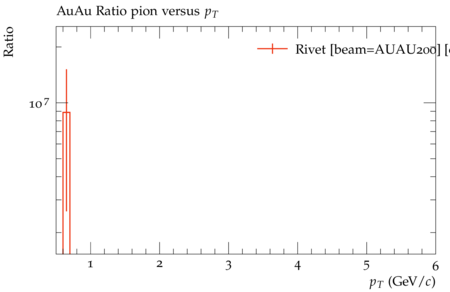 AuAu Ratio pion versus p_T
Ratio
Rivet [beam=AUAU200] [
10^7
1 2 3 4 5 6
p_T (GeV/c)